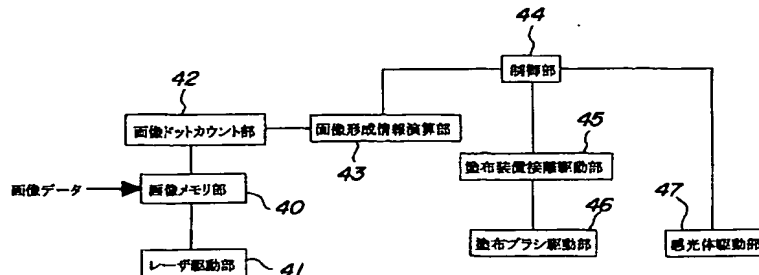 44
制御部
42
画像ドットカウント部
画像形成情報演算部
43
45
塗布装置接離駆動部
画像データ
画像メモリ部
40
46
塗布ブラシ駆動部
47
感光体駆動部
レーザ駆動部
41